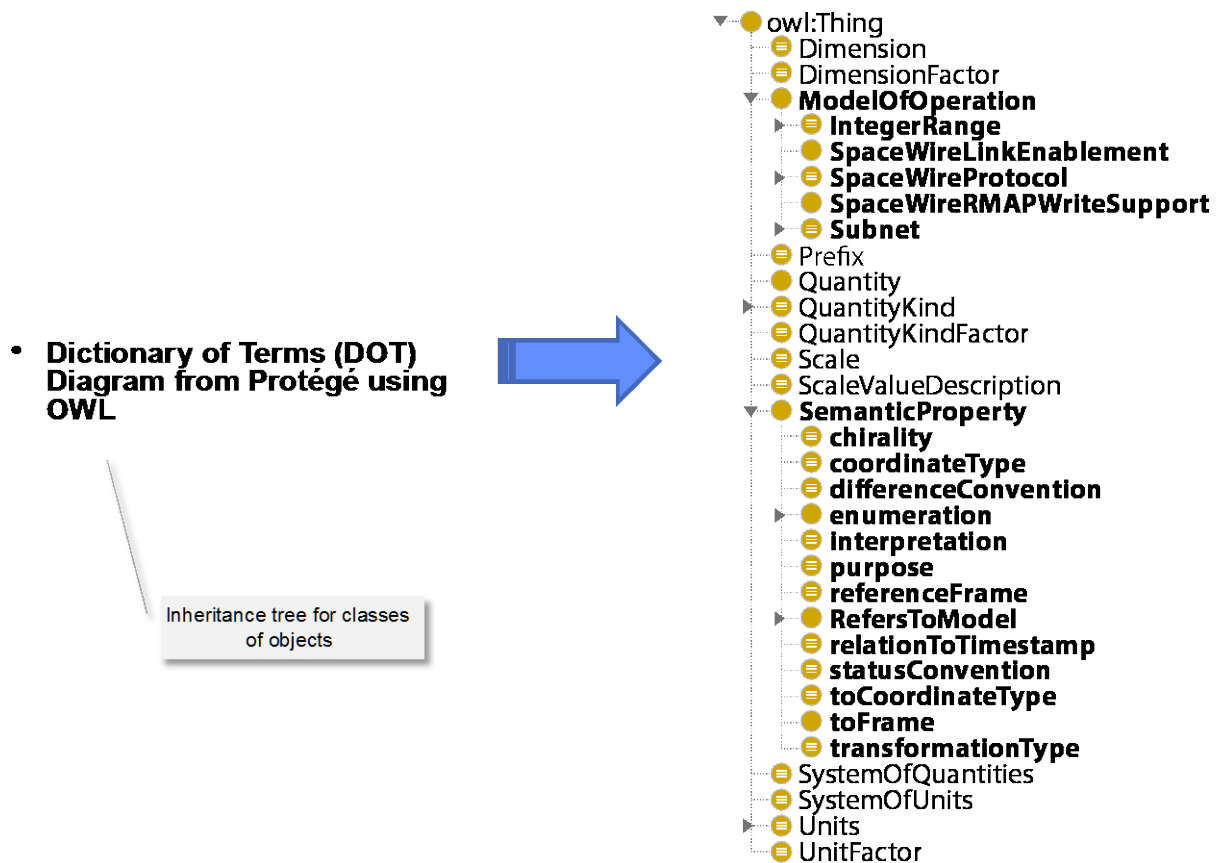 • Dictionary of Terms (DOT)
Diagram from Protégé using
OWL
Inheritance tree for classes
of objects
owl:Thing
Dimension
DimensionFactor
ModelOfOperation
IntegerRange
SpaceWireLinkEnablement
SpaceWireProtocol
SpaceWireRMAPWriteSupport
Subnet
Prefix
Quantity
QuantityKind
QuantityKindFactor
Scale
ScaleValueDescription
SemanticProperty
chirality
coordinateType
differenceConvention
enumeration
interpretation
purpose
referenceFrame
RefersToModel
relationToTimestamp
statusConvention
toCoordinateType
toFrame
transformationType
SystemOfQuantities
SystemOfUnits
Units
UnitFactor